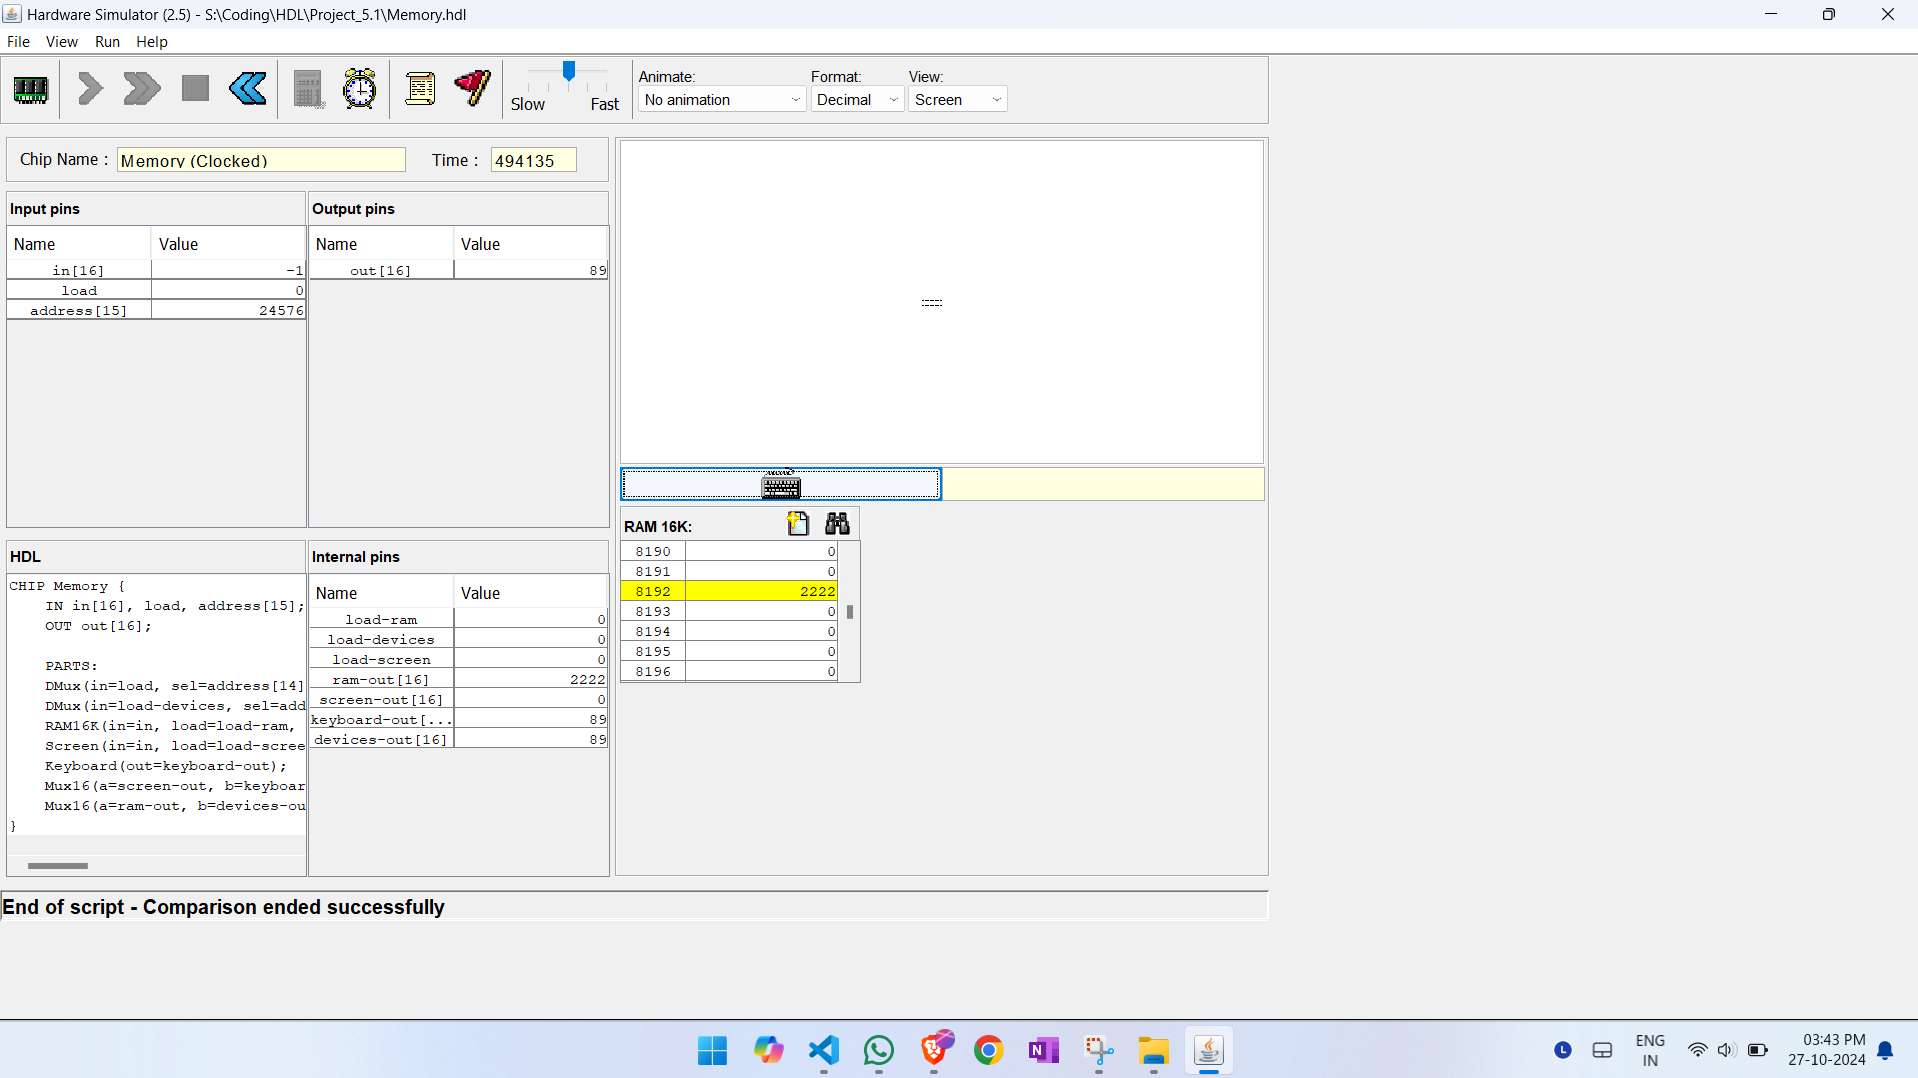 Hardware Simulator (2.5) - S:\Coding\HDL\Project_5.1\Memory.hdl
File View Run Help
Slow Fast
Animate: Format: View:
No animation Decimal Screen
Chip Name : Memory (Clocked) Time : 494135
Input pins
Name Value
in[16] -1
load 0
address[15] 24576
Output pins
Name Value
out[16] 89
HDL
CHIP Memory {
IN in[16], load, address[15];
OUT out[16];
PARTS:
DMux(in=load, sel=address[14]
DMux(in=load-devices, sel=add
RAM16K(in=in, load=load-ram,
Screen(in=in, load=load-scree
Keyboard(out=keyboard-out);
Mux16(a=screen-out, b=keyboar
Mux16(a=ram-out, b=devices-ou
}
Internal pins
Name Value
load-ram 0
load-devices 0
load-screen 0
ram-out[16] 2222
screen-out[16] 0
keyboard-out[... 89
devices-out[16] 89
RAM 16K:
8190 0
8191 0
8192 2222
8193 0
8194 0
8195 0
8196 0
End of script - Comparison ended successfully
N
L
ENG
IN
03:43 PM
27-10-2024